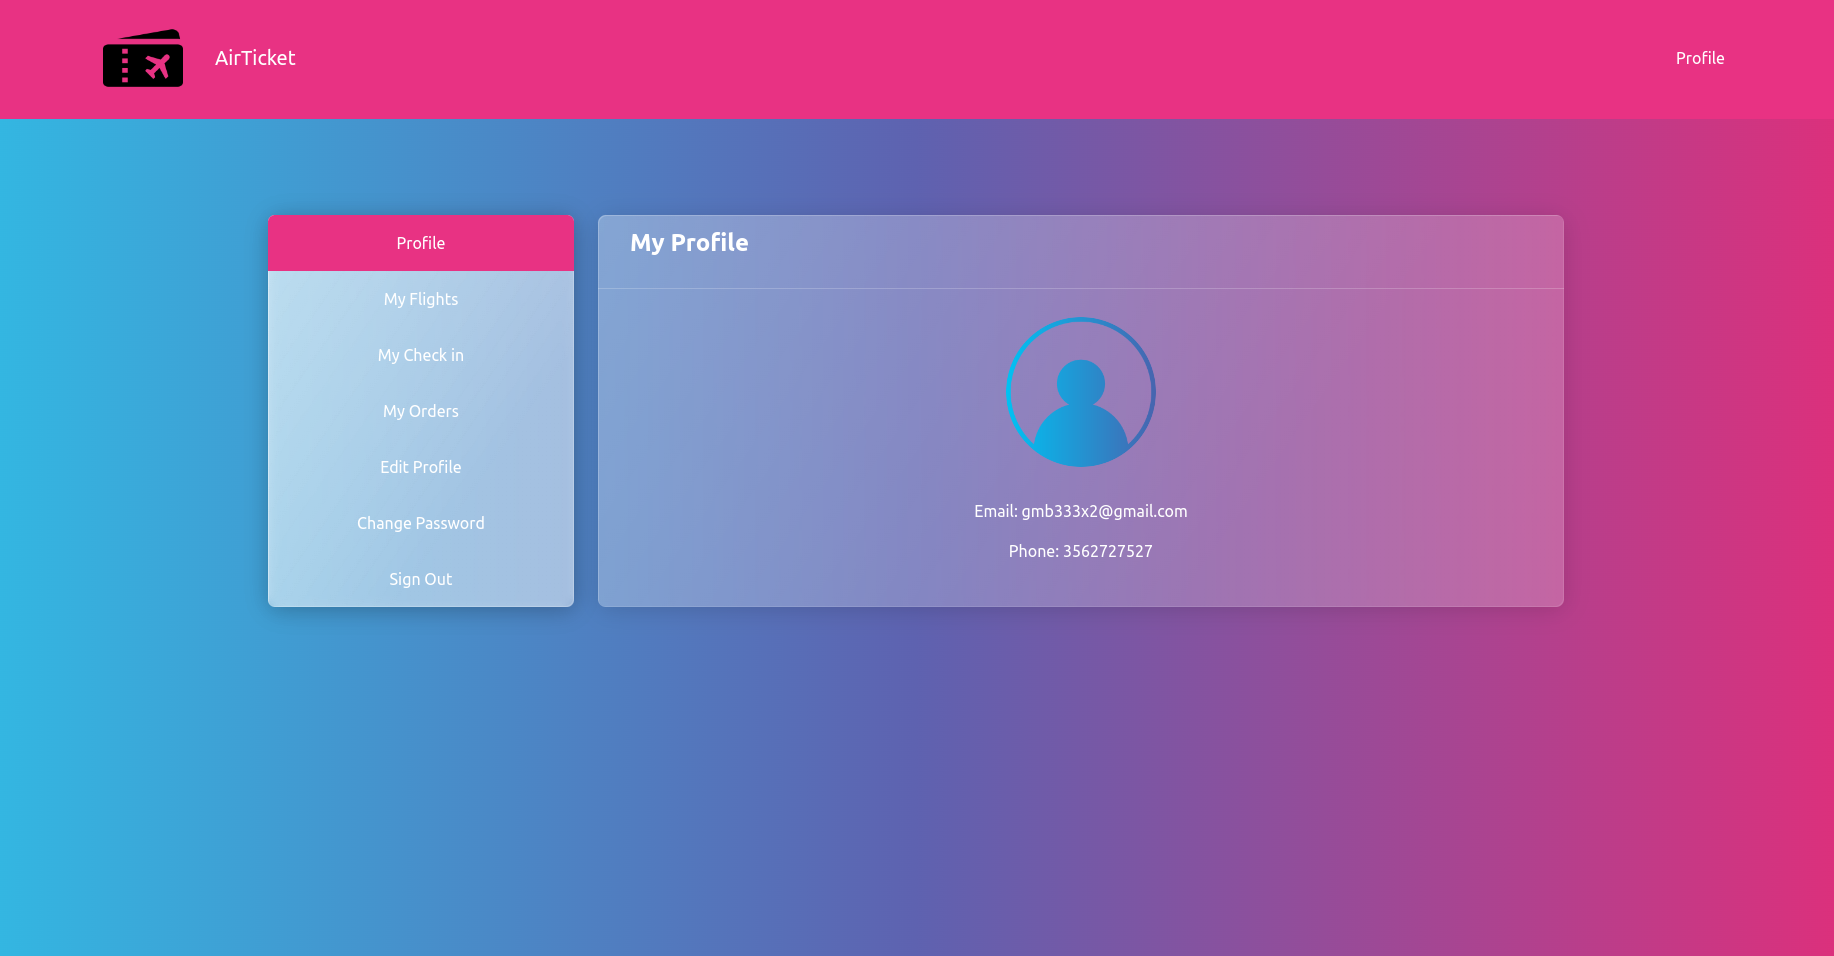 AirTicket
Profile
Profile
My Flights
My Check in
My Orders
Edit Profile
Change Password
Sign Out
My Profile
Email: gmb333x2@gmail.com
Phone: 3562727527